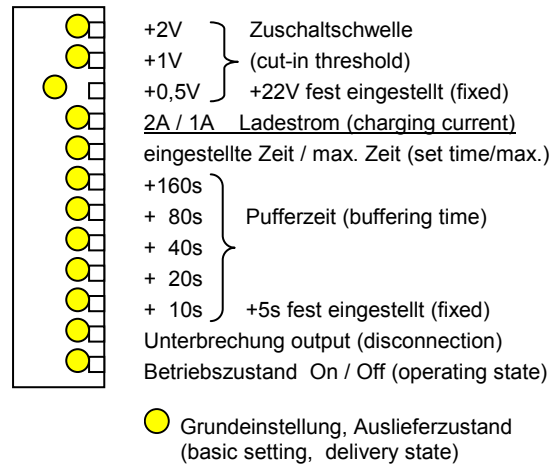 +2V Zuschaltschwelle
+1V (cut-in threshold)
+0,5V +22V fest eingestellt (fixed)
2A / 1A Ladestrom (charging current)
eingestellte Zeit / max. Zeit (set time/max.)
+160s
+ 80s Pufferzeit (buffering time)
+ 40s
+ 20s
+ 10s +5s fest eingestellt (fixed)
Unterbrechung output (disconnection)
Betriebszustand On / Off (operating state)
Grundeinstellung, Auslieferzustand
(basic setting, delivery state)